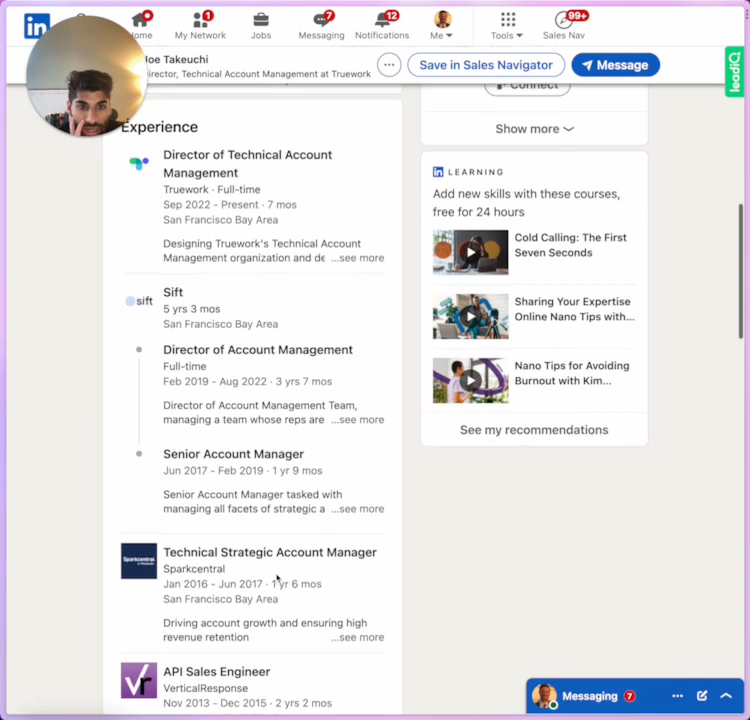 in
1
7
12
99+
ome
My Network
Jobs
Messaging
Notifications
Me
Tools
Sales Nav
Joe Takeuchi
Director, Technical Account Management at Truework
...
Save in Sales Navigator
Message
leadiQ
Connect
Show more
Experience
Director of Technical Account
Management
Truework · Full-time
Sep 2022 - Present · 7 mos
San Francisco Bay Area
Designing Truework's Technical Account
Management organization and de ...see more
sift
Sift
5 yrs 3 mos
San Francisco Bay Area
Director of Account Management
Full-time
Feb 2019 - Aug 2022 · 3 yrs 7 mos
Director of Account Management Team,
managing a team whose reps are ...see more
Senior Account Manager
Jun 2017 - Feb 2019 · 1 yr 9 mos
Senior Account Manager tasked with
managing all facets of strategic a ...see more
Sparkcentral
Technical Strategic Account Manager
Sparkcentral
Jan 2016 - Jun 2017 · 1 yr 6 mos
San Francisco Bay Area
Driving account growth and ensuring high
revenue retention ...see more
Vr
API Sales Engineer
VerticalResponse
Nov 2013 - Dec 2015 · 2 yrs 2 mos
in LEARNING
Add new skills with these courses,
free for 24 hours
Cold Calling: The First
Seven Seconds
Sharing Your Expertise
Online Nano Tips with...
Nano Tips for Avoiding
Burnout with Kim...
See my recommendations
Messaging 7
...